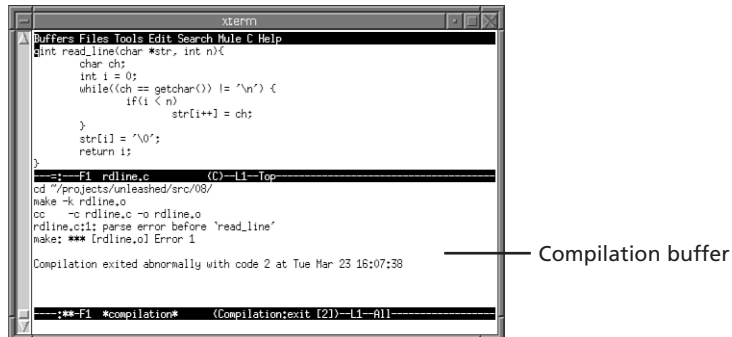 xterm
Buffers Files Tools Edit Search Mule C Help
qint read_line(char *str, int n){
char ch;
int i = 0;
while((ch == getchar()) != '\n') {
if(i < n)
str[i++] = ch;
}
str[i] = '\0';
return i;
}
---=:---F1 rdline.c (C)--L1--Top----------------------------------
cd ~/projects/unleashed/src/08/
make -k rdline.o
cc -c rdline.c -o rdline.o
rdline.c:1: parse error before `read_line'
make: *** [rdline.o] Error 1
Compilation exited abnormally with code 2 at Tue Mar 23 16:07:38
Compilation buffer
----:**-F1 *compilation* (Compilation:exit [2])--L1--All------------------